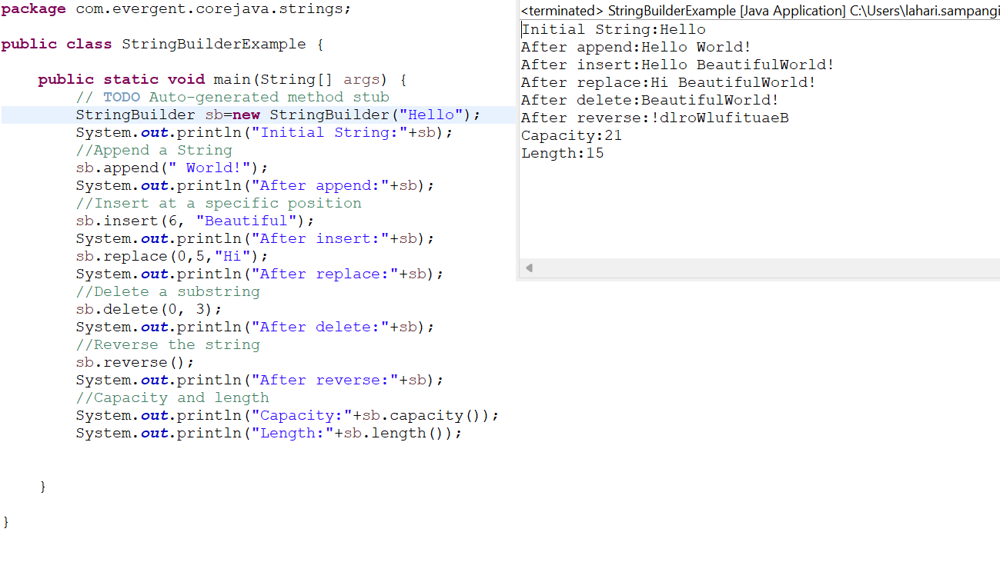 package com.evergent.corejava.strings;
public class StringBuilderExample {
public static void main(String[] args) {
// TODO Auto-generated method stub
StringBuilder sb=new StringBuilder("Hello");
System.out.println("Initial String:"+sb);
//Append a String
sb.append(" World!");
System.out.println("After append:"+sb);
//Insert at a specific position
sb.insert(6, "Beautiful");
System.out.println("After insert:"+sb);
sb.replace(0,5,"Hi");
System.out.println("After replace:"+sb);
//Delete a substring
sb.delete(0, 3);
System.out.println("After delete:"+sb);
//Reverse the string
sb.reverse();
System.out.println("After reverse:"+sb);
//Capacity and length
System.out.println("Capacity:"+sb.capacity());
System.out.println("Length:"+sb.length());
}
}
<terminated> StringBuilderExample [Java Application] C:\Users\lahari.sampangi
Initial String:Hello
After append:Hello World!
After insert:Hello BeautifulWorld!
After replace:Hi BeautifulWorld!
After delete:BeautifulWorld!
After reverse:!dlroWlufituaeB
Capacity:21
Length:15